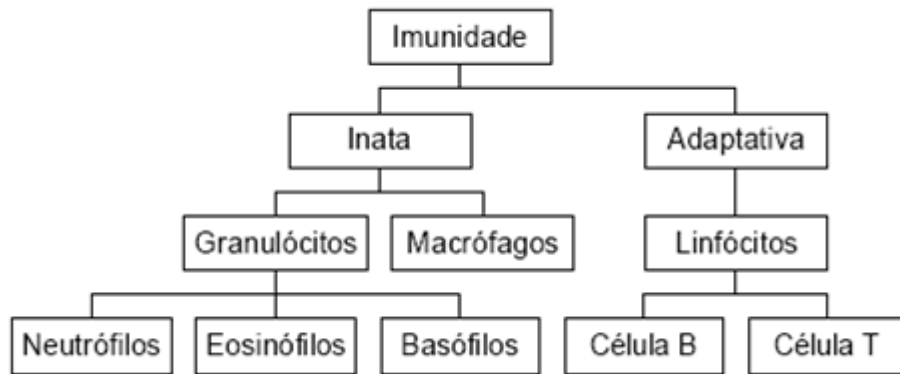 Imunidade
Inata
Adaptativa
Granulócitos
Macrófagos
Linfócitos
Neutrófilos
Eosinófilos
Basófilos
Célula B
Célula T